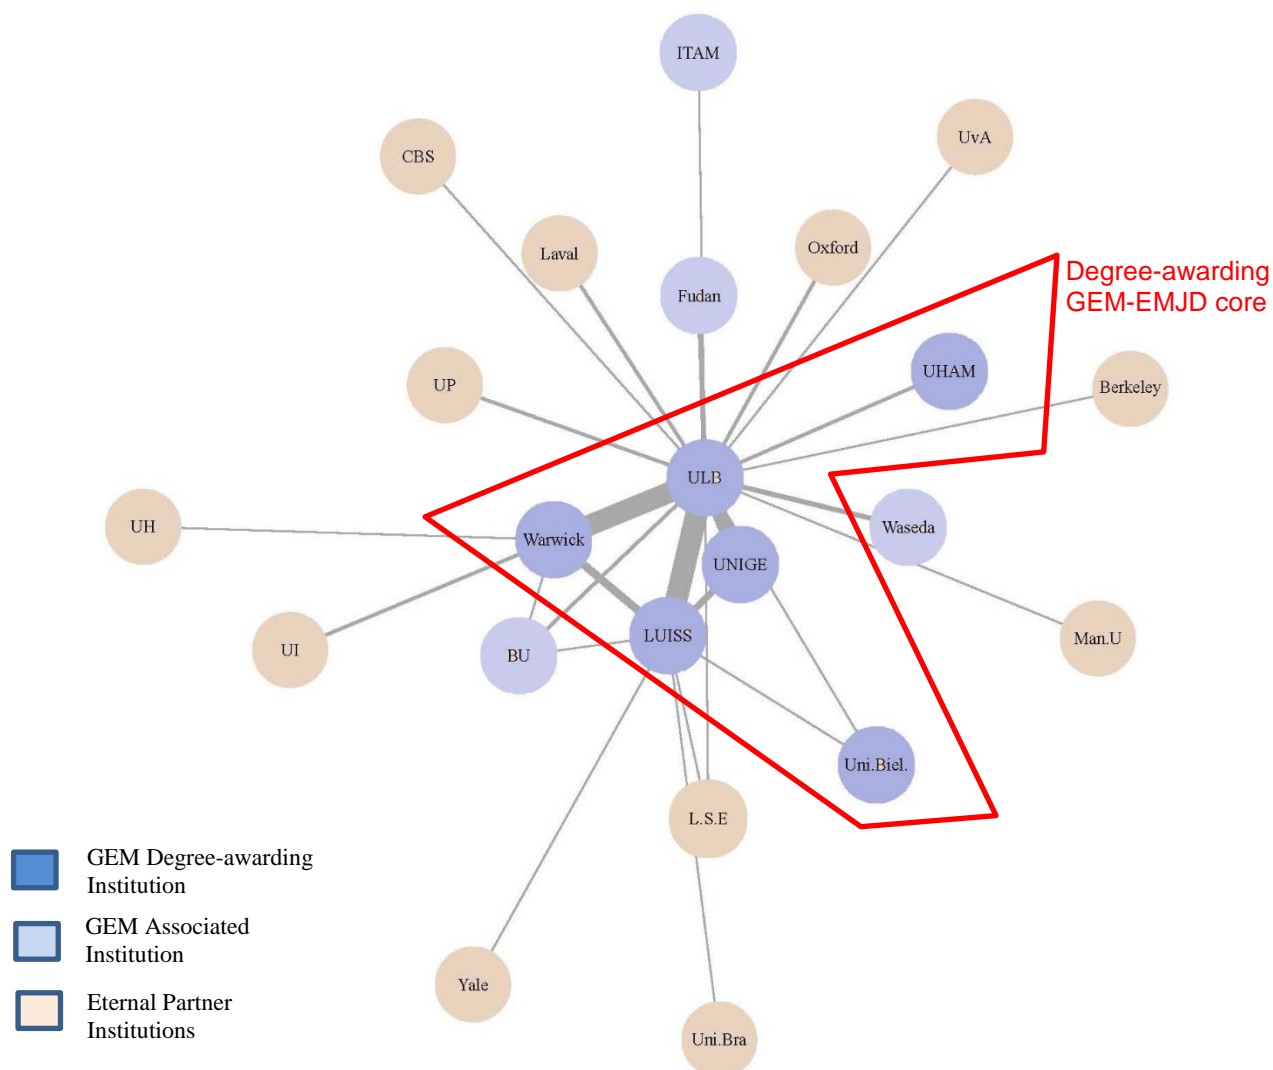 ITAM
CBS
UvA
Laval
Oxford
Fudan
Degree-awarding
GEM-EMJD core
UP
UHAM
Berkeley
ULB
UH
Warwick
Waseda
UNIGE
UI
BU
LUISS
Man.U
Uni.Biel.
L.S.E
GEM Degree-awarding
Institution
GEM Associated
Institution
Yale
Eternal Partner
Institutions
Uni.Bra